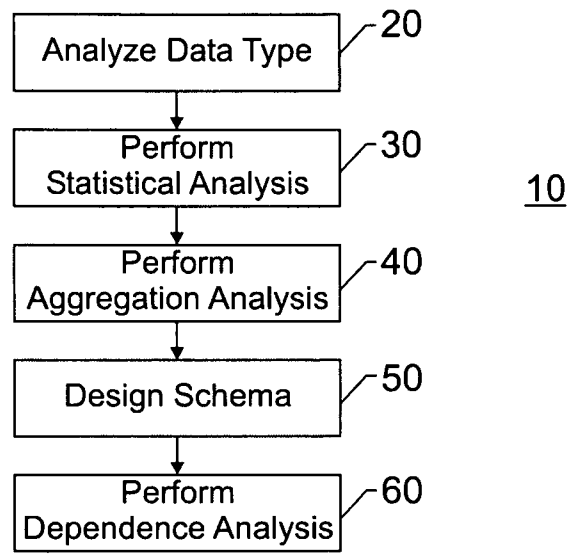 20
Analyze Data Type
30
Perform
Statistical Analysis
10
40
Perform
Aggregation Analysis
50
Design Schema
60
Perform
Dependence Analysis